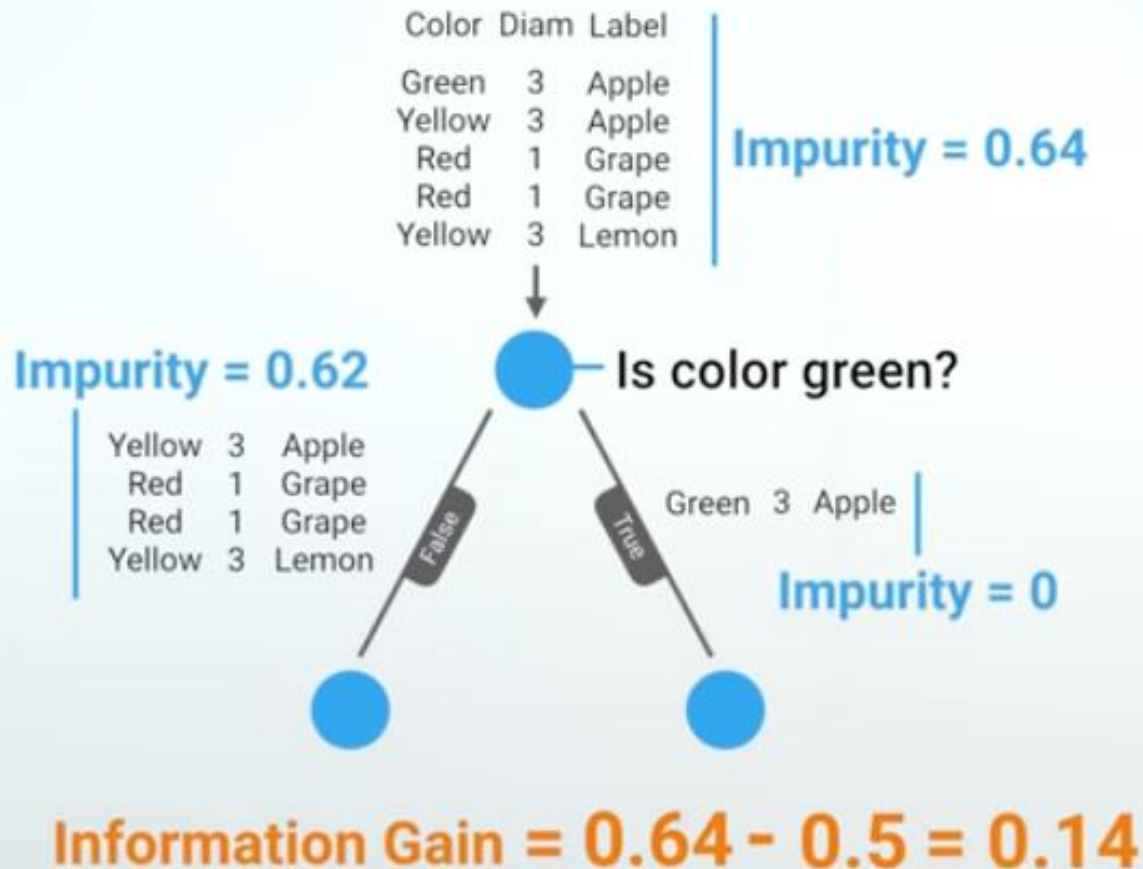 Color Diam Label
Green 3 Apple
Yellow 3 Apple
Red 1 Grape
Red 1 Grape
Yellow 3 Lemon
Impurity = 0.64
Is color green?
Impurity = 0.62
Yellow 3 Apple
Red 1 Grape
Red 1 Grape
Yellow 3 Lemon
False
True
Green 3 Apple
Impurity = 0
Information Gain = 0.64 - 0.5 = 0.14